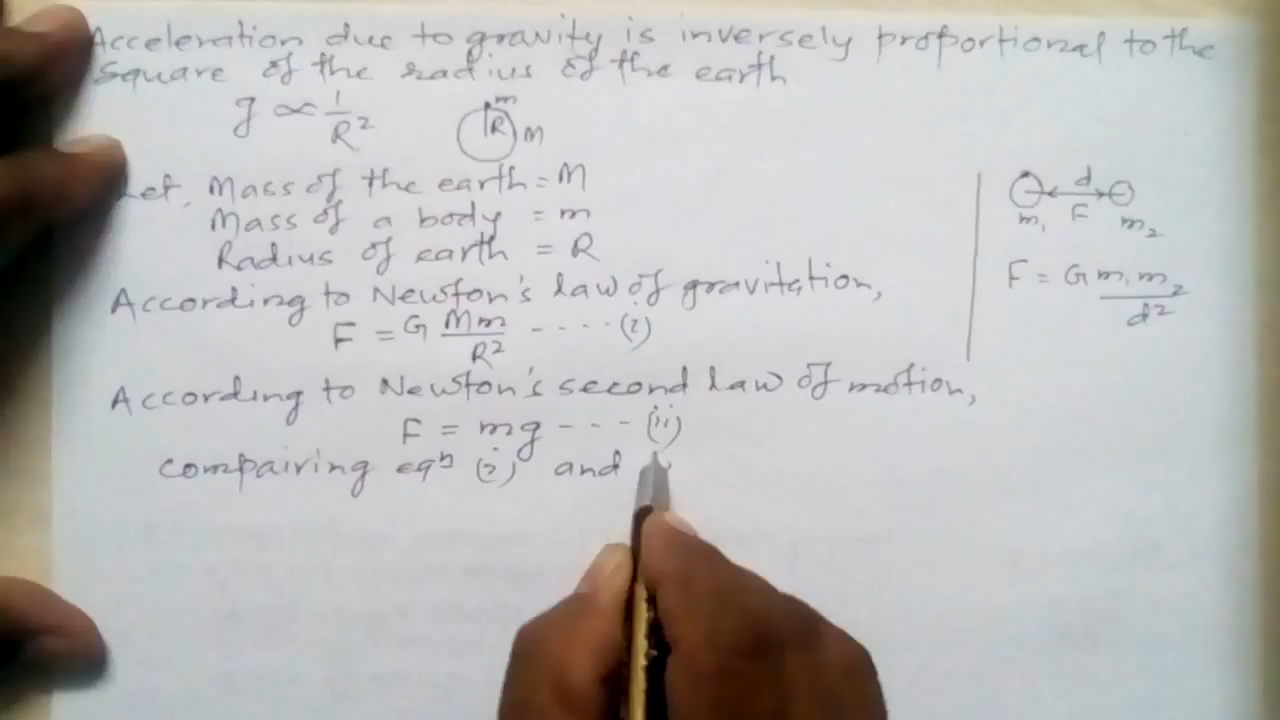 Acceleration due to gravity is inversely proportional to the
square of the radius of the earth
g ∝ 1/R²
m
R M
Let, Mass of the earth = M
Mass of a body = m
Radius of earth = R
According to Newton's law of gravitation,
F = G Mm/R² ----- (i)
According to Newton's second law of motion,
F = mg --- (ii)
compairing eqn (i) and
d
F
m₁ m₂
F = G m₁m₂/d²